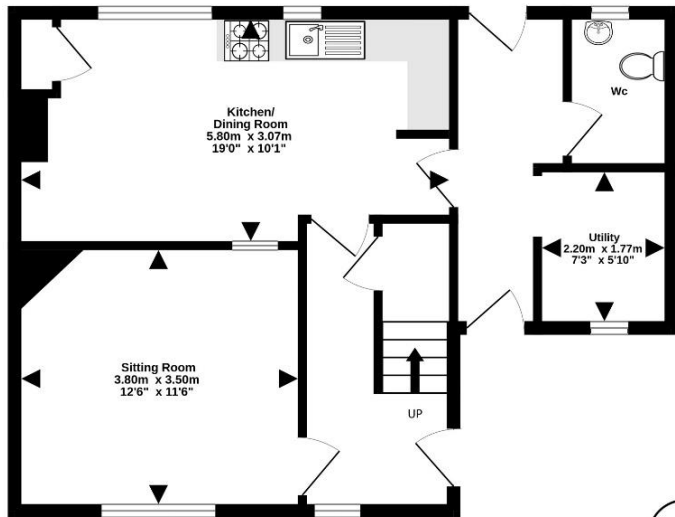 Kitchen/
Dining Room
5.80m x 3.07m
19'0" x 10'1"
Wc
Utility
2.20m x 1.77m
7'3" x 5'10"
Sitting Room
3.80m x 3.50m
12'6" x 11'6"
UP